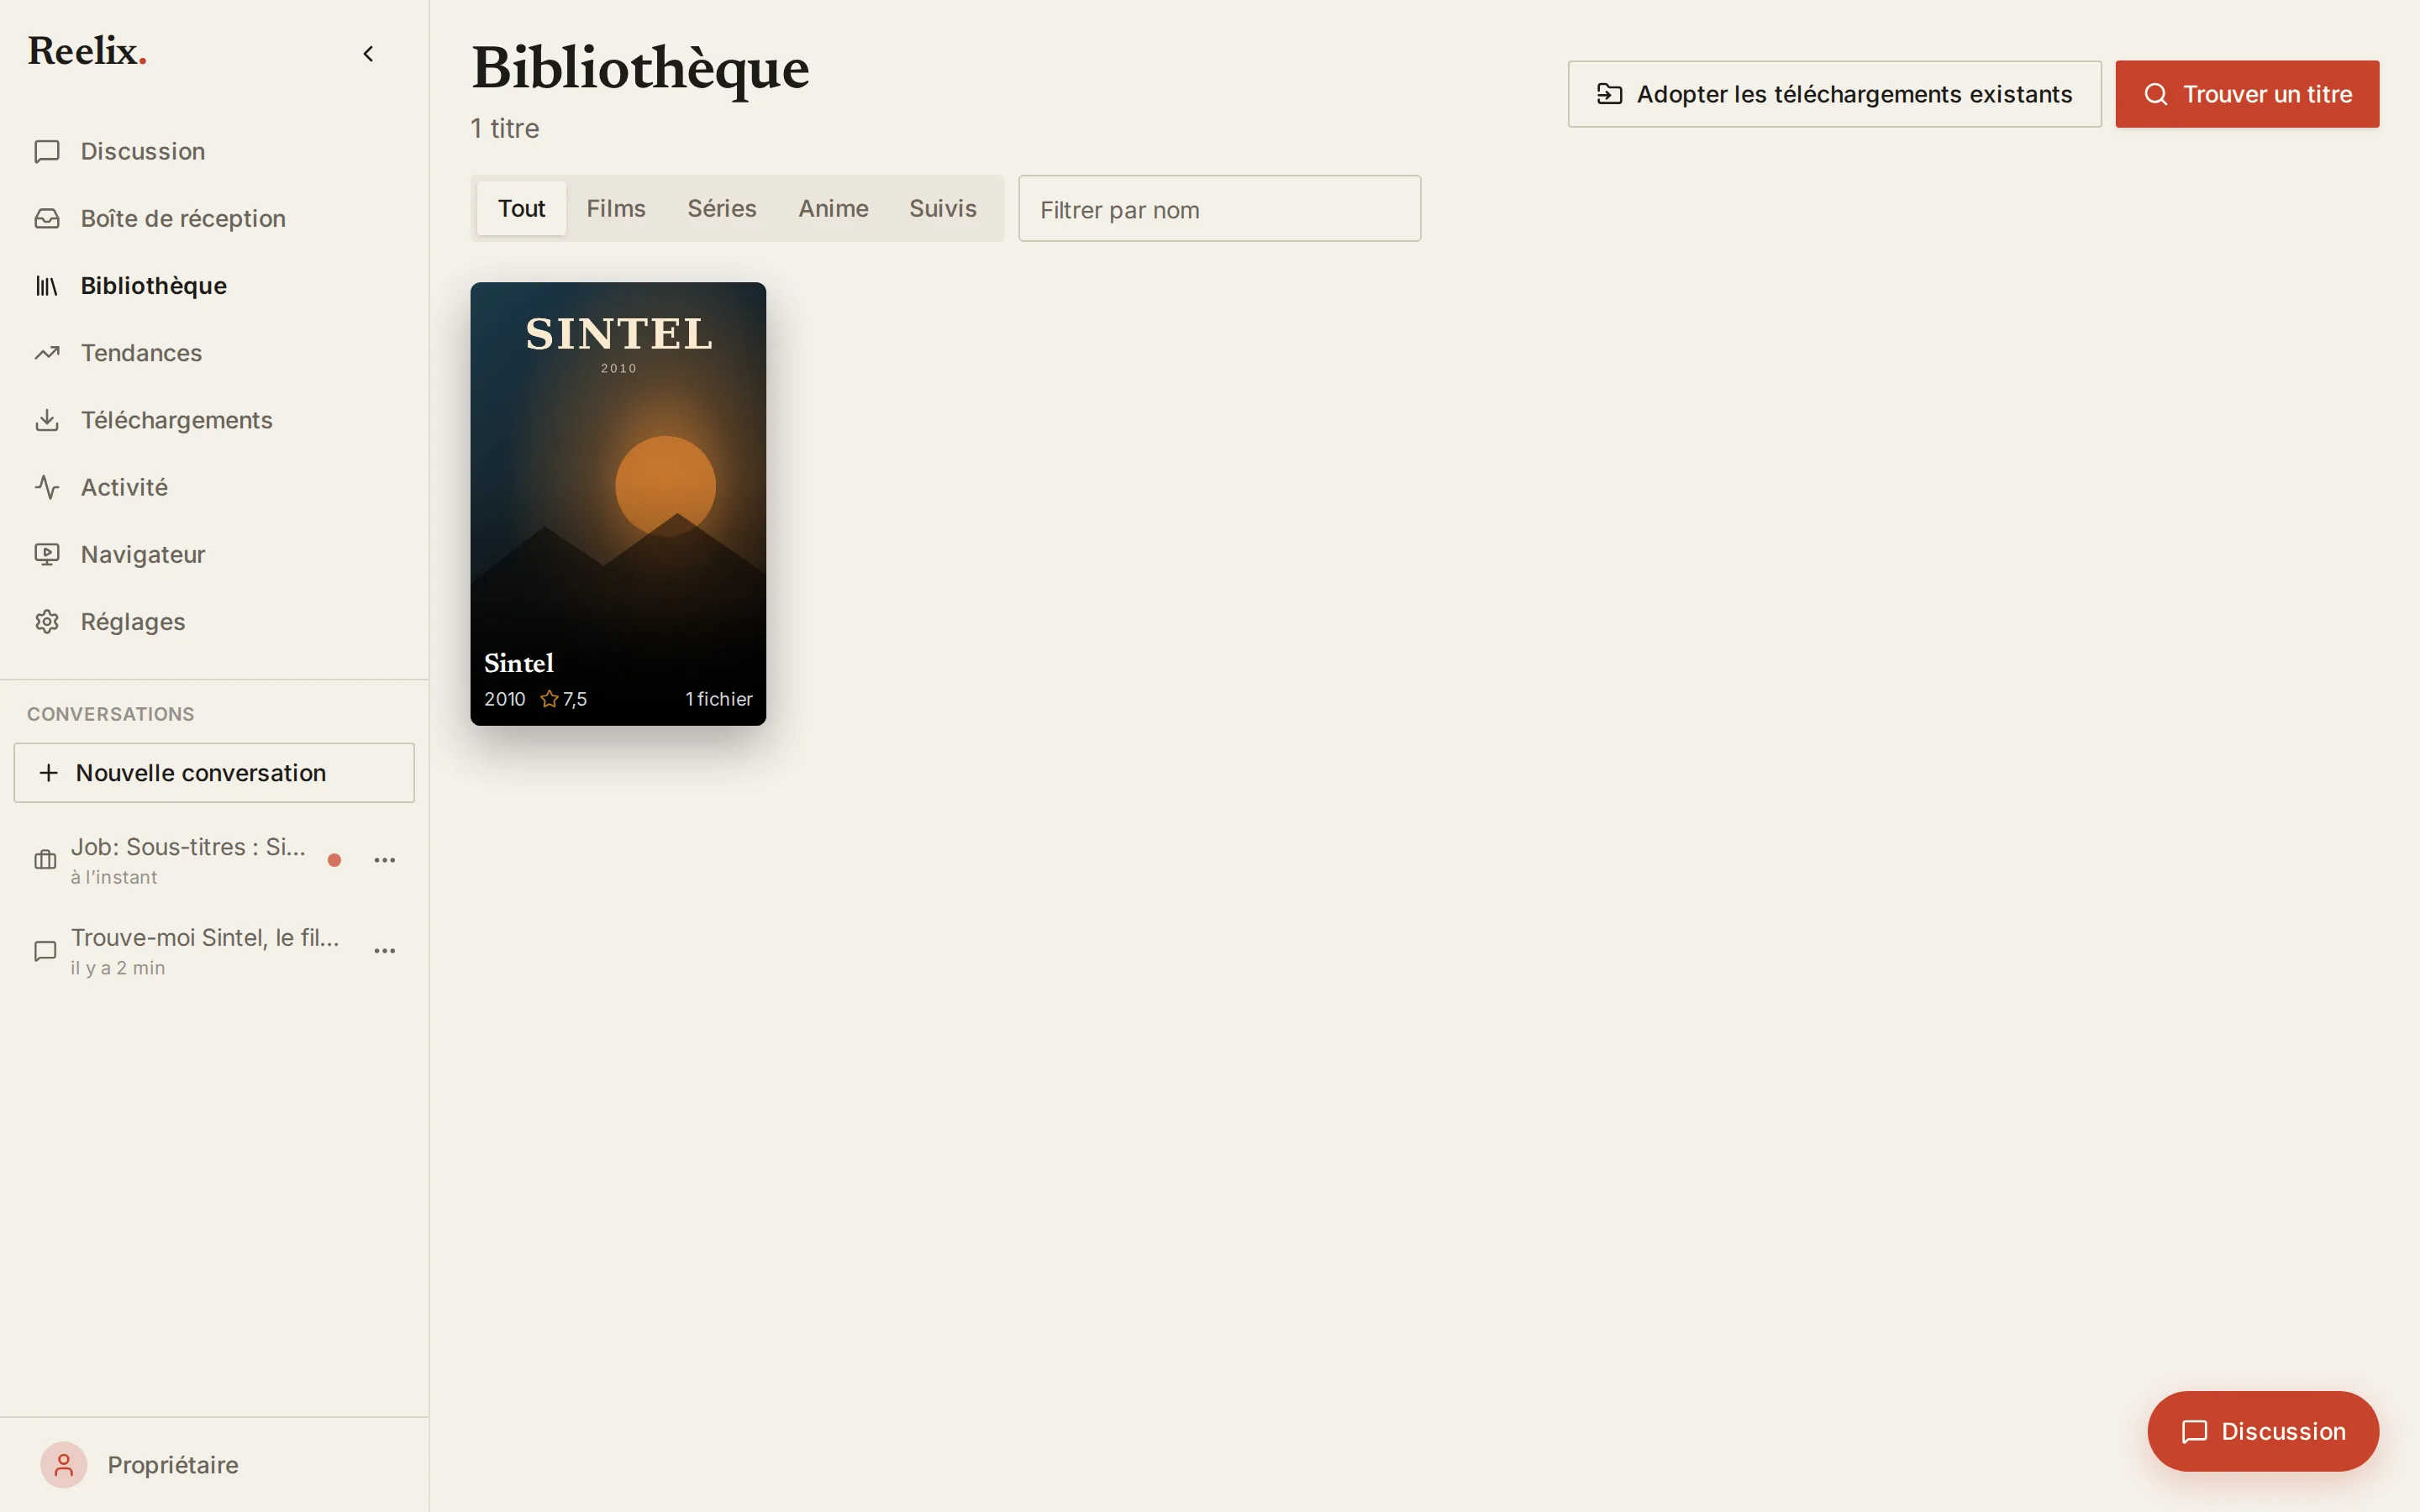 Reelix.
Discussion
Boîte de réception
Bibliothèque
Tendances
Téléchargements
Activité
Navigateur
Réglages
CONVERSATIONS
Nouvelle conversation
Job: Sous-titres : Si...
à l’instant
Trouve-moi Sintel, le fil...
il y a 2 min
Propriétaire
Bibliothèque
1 titre
Adopter les téléchargements existants
Trouver un titre
Tout
Films
Séries
Anime
Suivis
Filtrer par nom
SINTEL
2010
Sintel
2010 7,5 1 fichier
Discussion